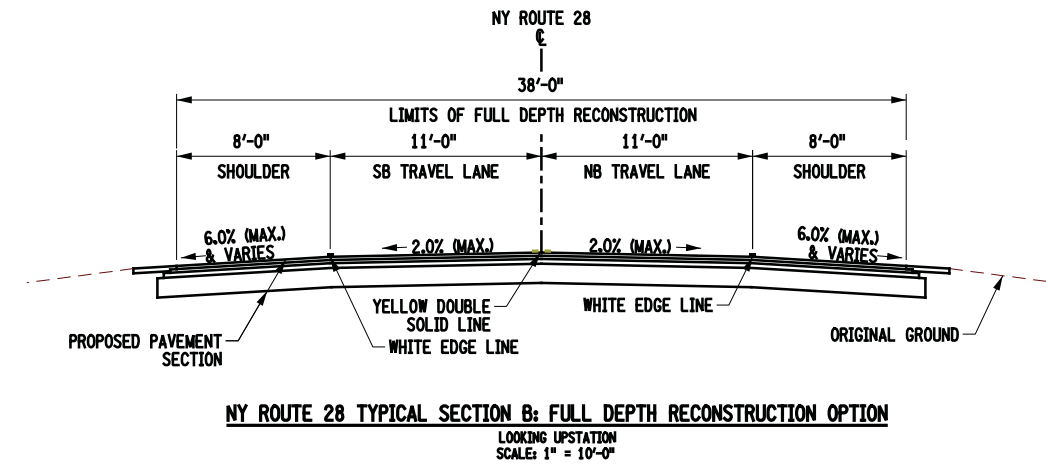 NY ROUTE 28
℄
38'-0"
LIMITS OF FULL DEPTH RECONSTRUCTION
8'-0"
11'-0"
11'-0"
8'-0"
SHOULDER
SB TRAVEL LANE
NB TRAVEL LANE
SHOULDER
6.0% (MAX.)
& VARIES
2.0% (MAX.)
2.0% (MAX.)
6.0% (MAX.)
& VARIES
YELLOW DOUBLE
SOLID LINE
WHITE EDGE LINE
PROPOSED PAVEMENT
SECTION
WHITE EDGE LINE
ORIGINAL GROUND
NY ROUTE 28 TYPICAL SECTION B: FULL DEPTH RECONSTRUCTION OPTION
LOOKING UPSTATION
SCALE: 1" = 10'-0"